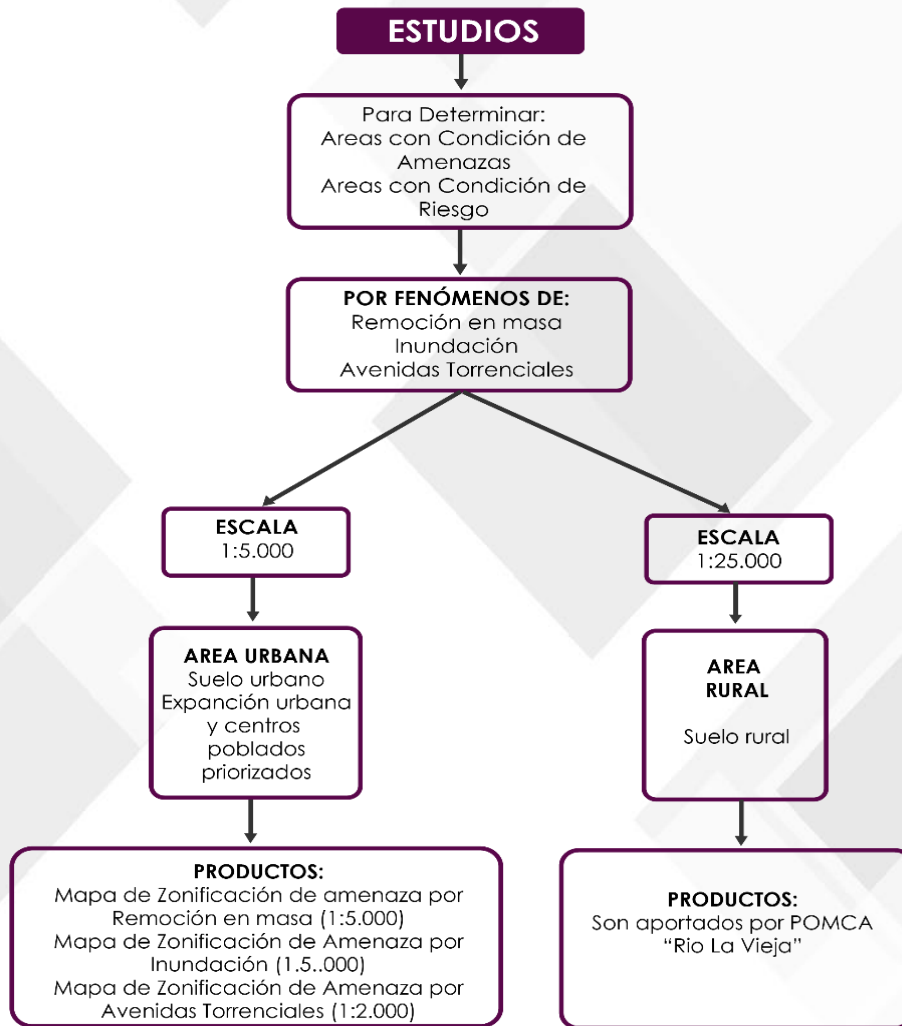 ESTUDIOS
Para Determinar:
Areas con Condición de
Amenazas
Areas con Condición de
Riesgo
POR FENÓMENOS DE:
Remoción en masa
Inundación
Avenidas Torrenciales
ESCALA
1:5.000
AREA URBANA
Suelo urbano
Expanción urbana
y centros
poblados
priorizados
PRODUCTOS:
Mapa de Zonificación de amenaza por
Remoción en masa (1:5.000)
Mapa de Zonificación de Amenaza por
Inundación (1.5..000)
Mapa de Zonificación de Amenaza por
Avenidas Torrenciales (1:2.000)
ESCALA
1:25.000
AREA
RURAL
Suelo rural
PRODUCTOS:
Son aportados por POMCA
“Rio La Vieja”